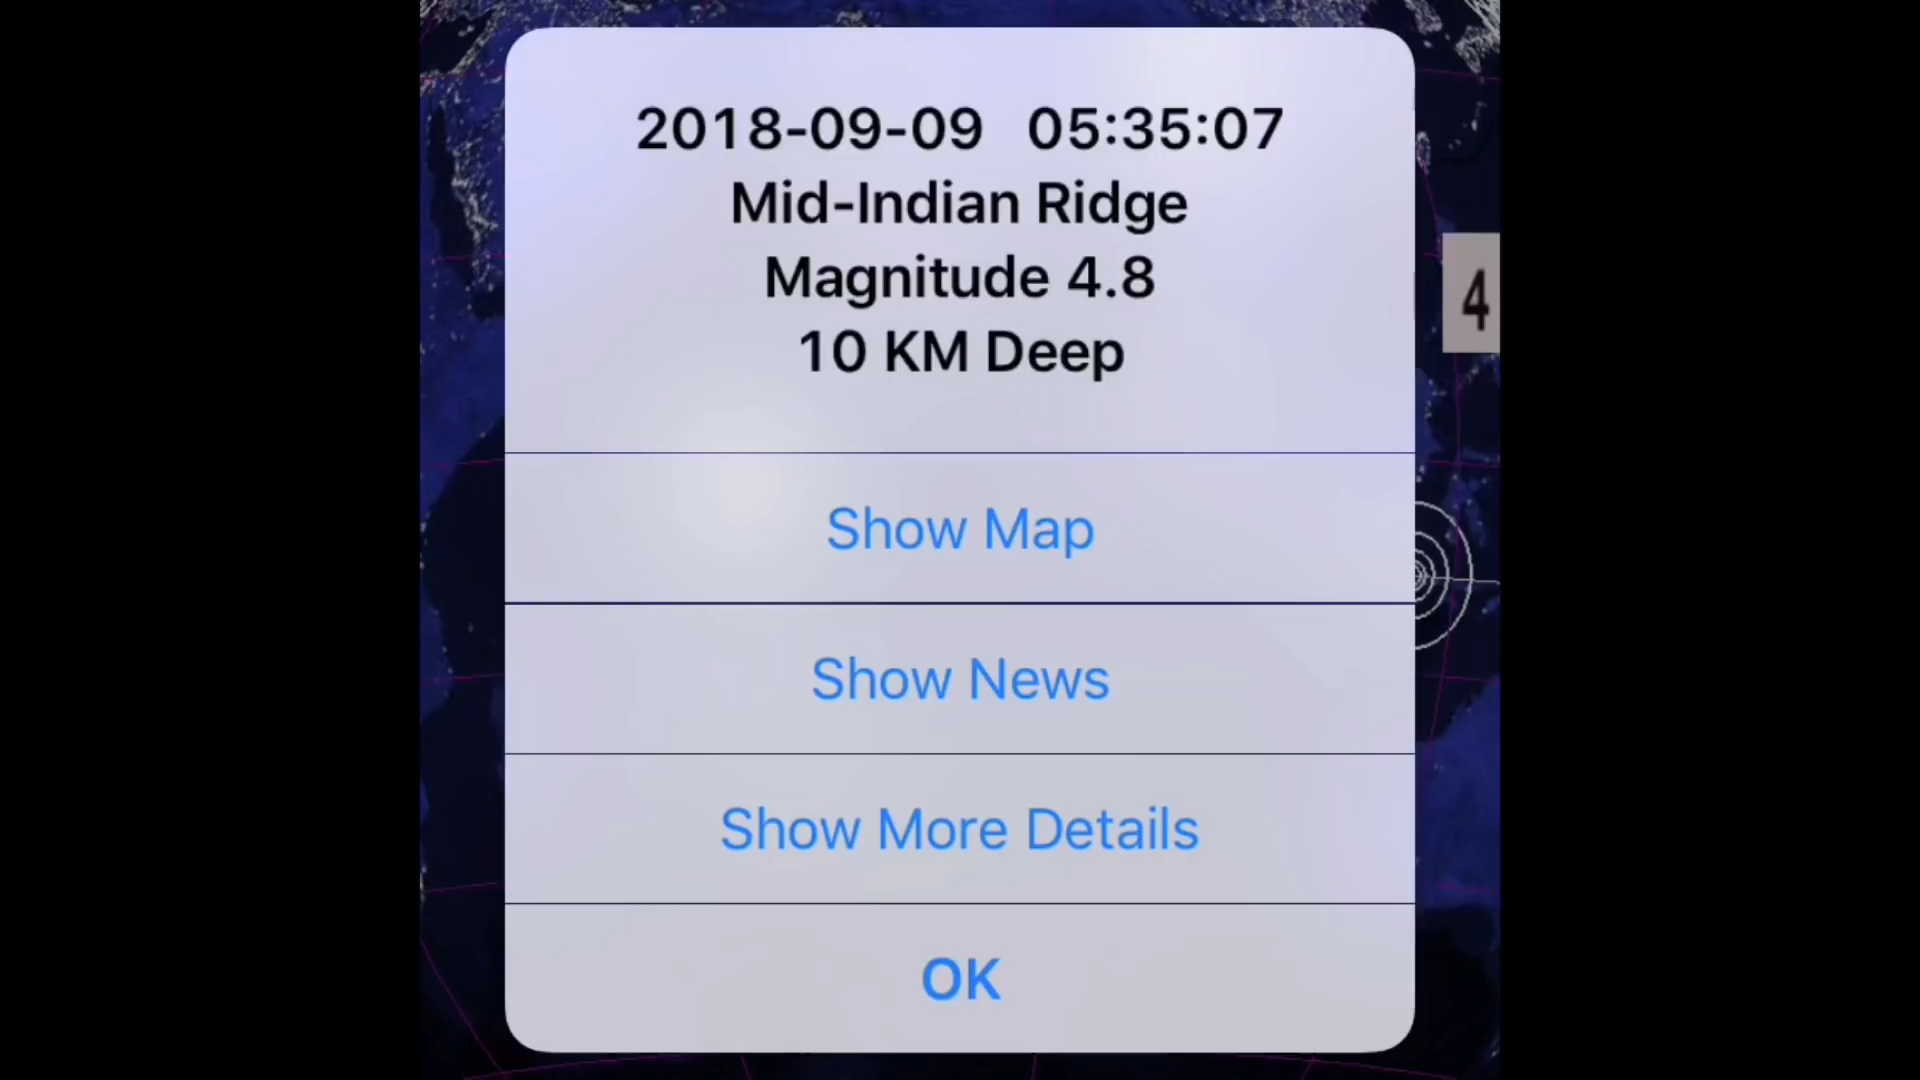 2018-09-09 05:35:07
Mid-Indian Ridge
Magnitude 4.8
10 KM Deep
4
Show Map
Show News
Show More Details
OK